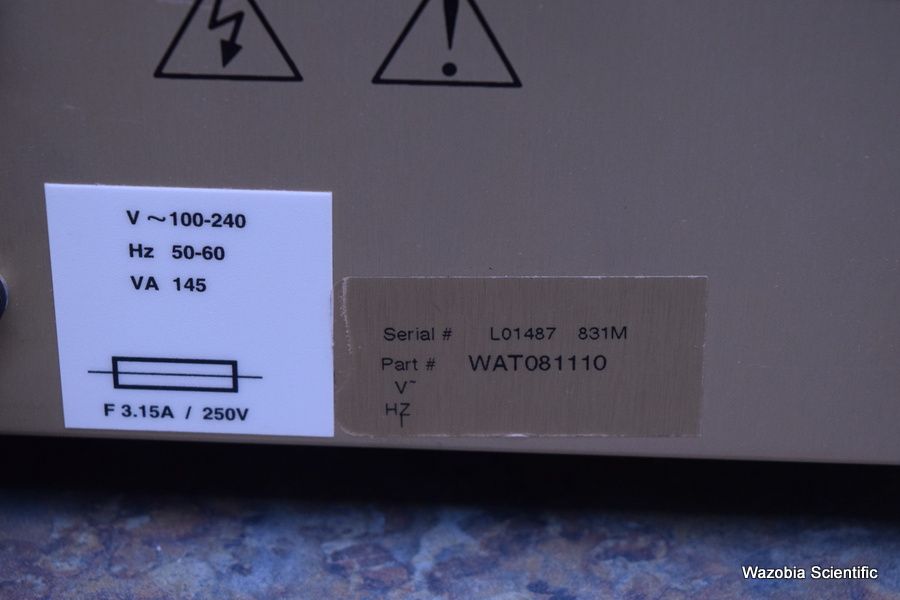 V ~ 100-240
Hz 50-60
VA 145
F 3.15A / 250V
Serial # L01487 831M
Part # WAT081110
V~
HZ
Wazobia Scientific